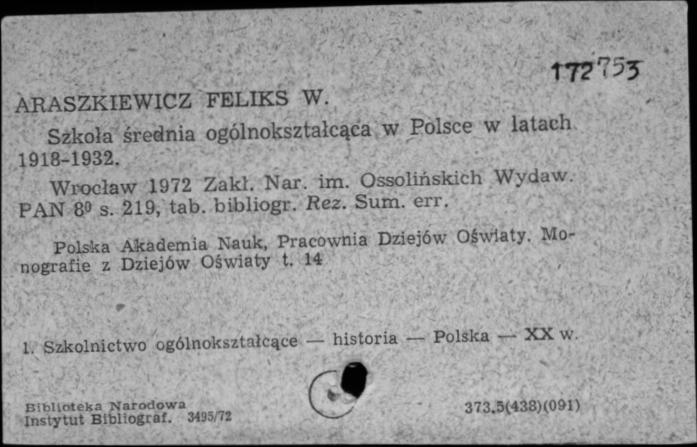 172753
ARASZKIEWICZ FELIKS W.
Szkoła średnia ogólnokształcąca w Polsce w latach
1918-1932.
Wrocław 1972 Zakł. Nar. im. Ossolińskich Wydaw.
PAN 8⁰ s. 219, tab. bibliogr. Rez. Sum. err.
Polska Akademia Nauk, Pracownia Dziejów Oświaty. Mo-
nografie z Dziejów Oświaty t. 14
1. Szkolnictwo ogólnokształcące — historia — Polska — XX w.
Biblioteka Narodowa
Instytut Bibliograf. 3495/72
373.5(438)(091)